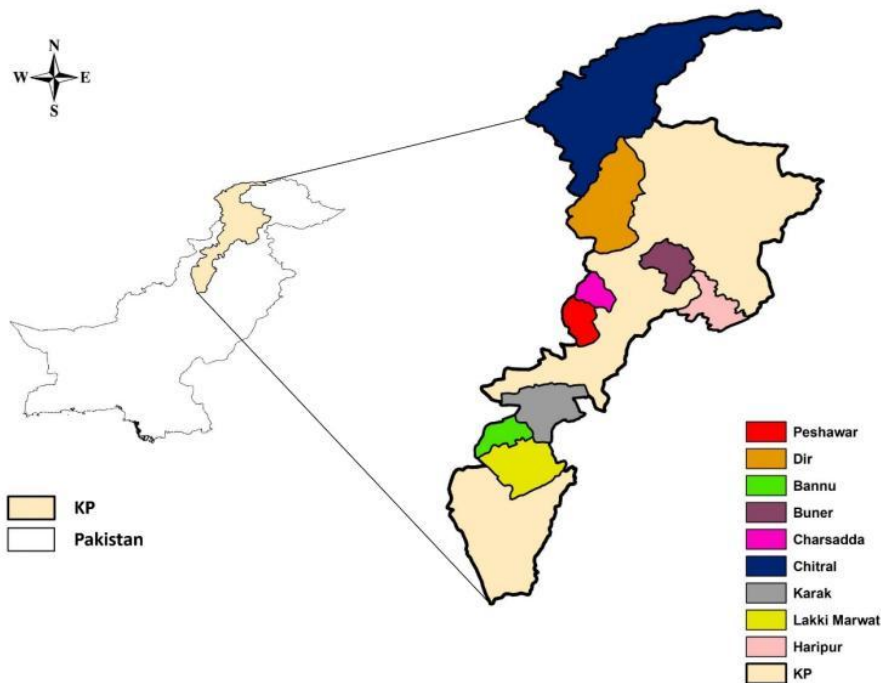 N
W E
S
KP
Pakistan
Peshawar
Dir
Bannu
Buner
Charsadda
Chitral
Karak
Lakki Marwat
Haripur
KP